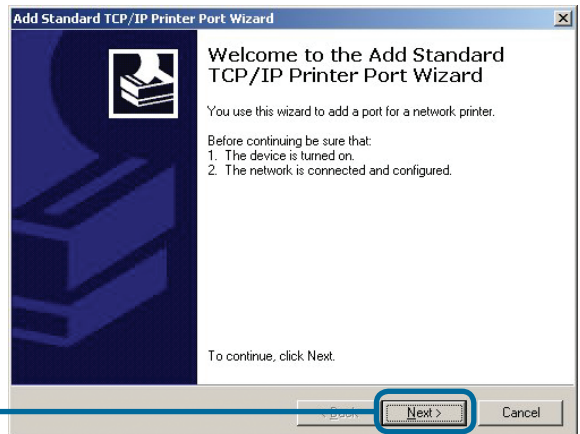 Add Standard TCP/IP Printer Port Wizard
Welcome to the Add Standard
TCP/IP Printer Port Wizard
You use this wizard to add a port for a network printer.
Before continuing be sure that:
1. The device is turned on.
2. The network is connected and configured.
To continue, click Next.
< Back
Next >
Cancel